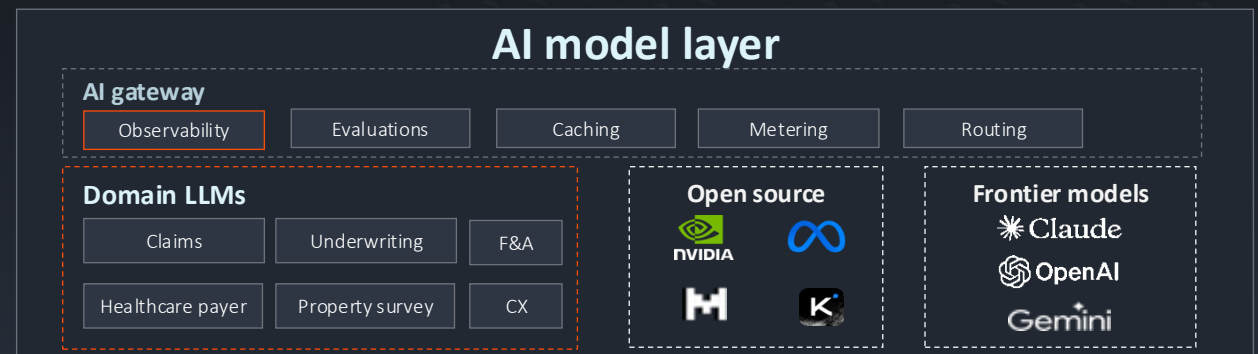 AI model layer
AI gateway
Observability
Evaluations
Caching
Metering
Routing
Domain LLMs
Claims
Underwriting
F&A
Healthcare payer
Property survey
CX
Open source
NVIDIA
K
Frontier models
Claude
OpenAI
Gemini